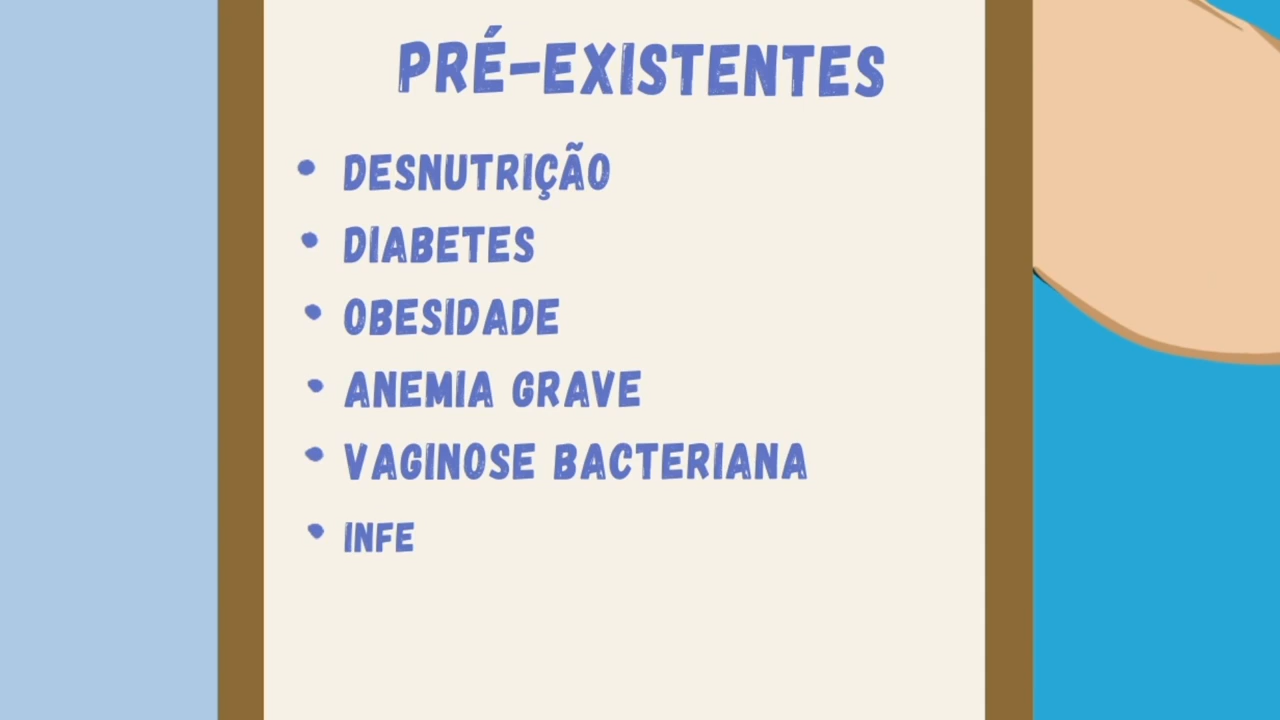 PRÉ-EXISTENTES
• DESNUTRIÇÃO
• DIABETES
• OBESIDADE
• ANEMIA GRAVE
• VAGINOSE BACTERIANA
• INFE